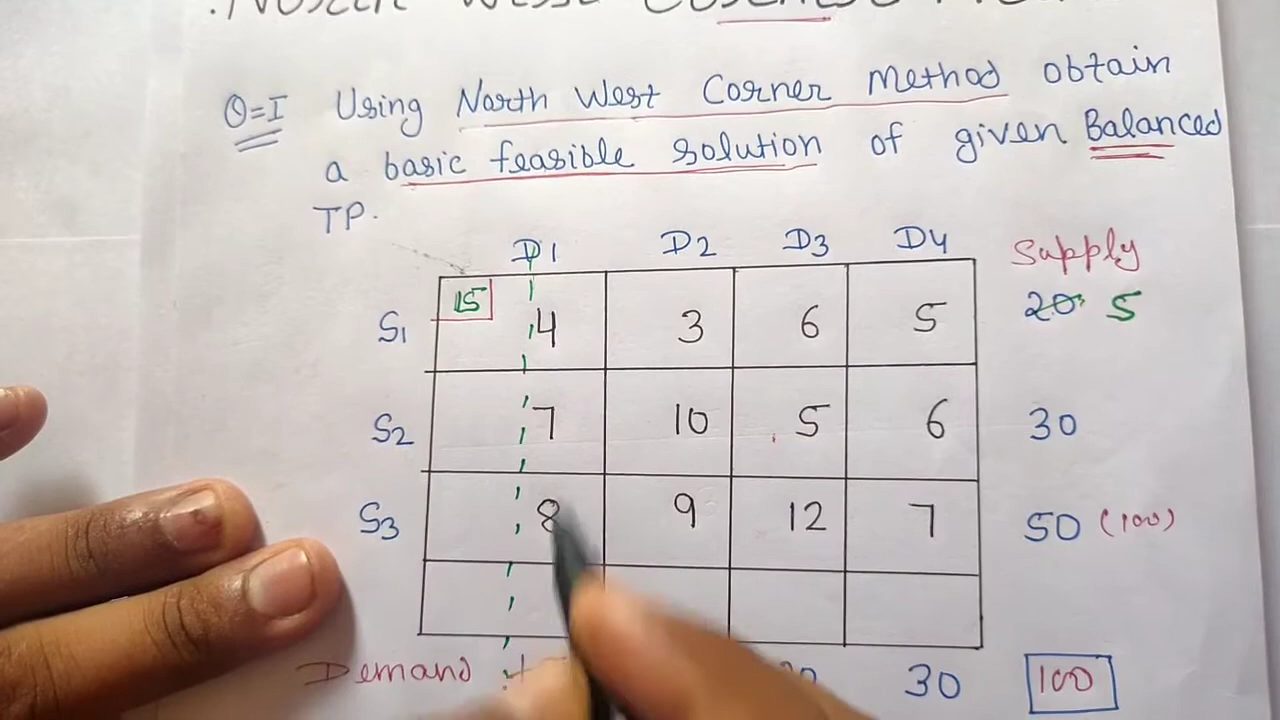 Q=I Using North West Corner Method obtain
a basic feasible solution of given Balanced
TP.
D1 D2 D3 D4 Supply
S1 15 4 3 6 5 20 5
S2 7 10 5 6 30
S3 8 9 12 7 50 (100)
Demand 30 100